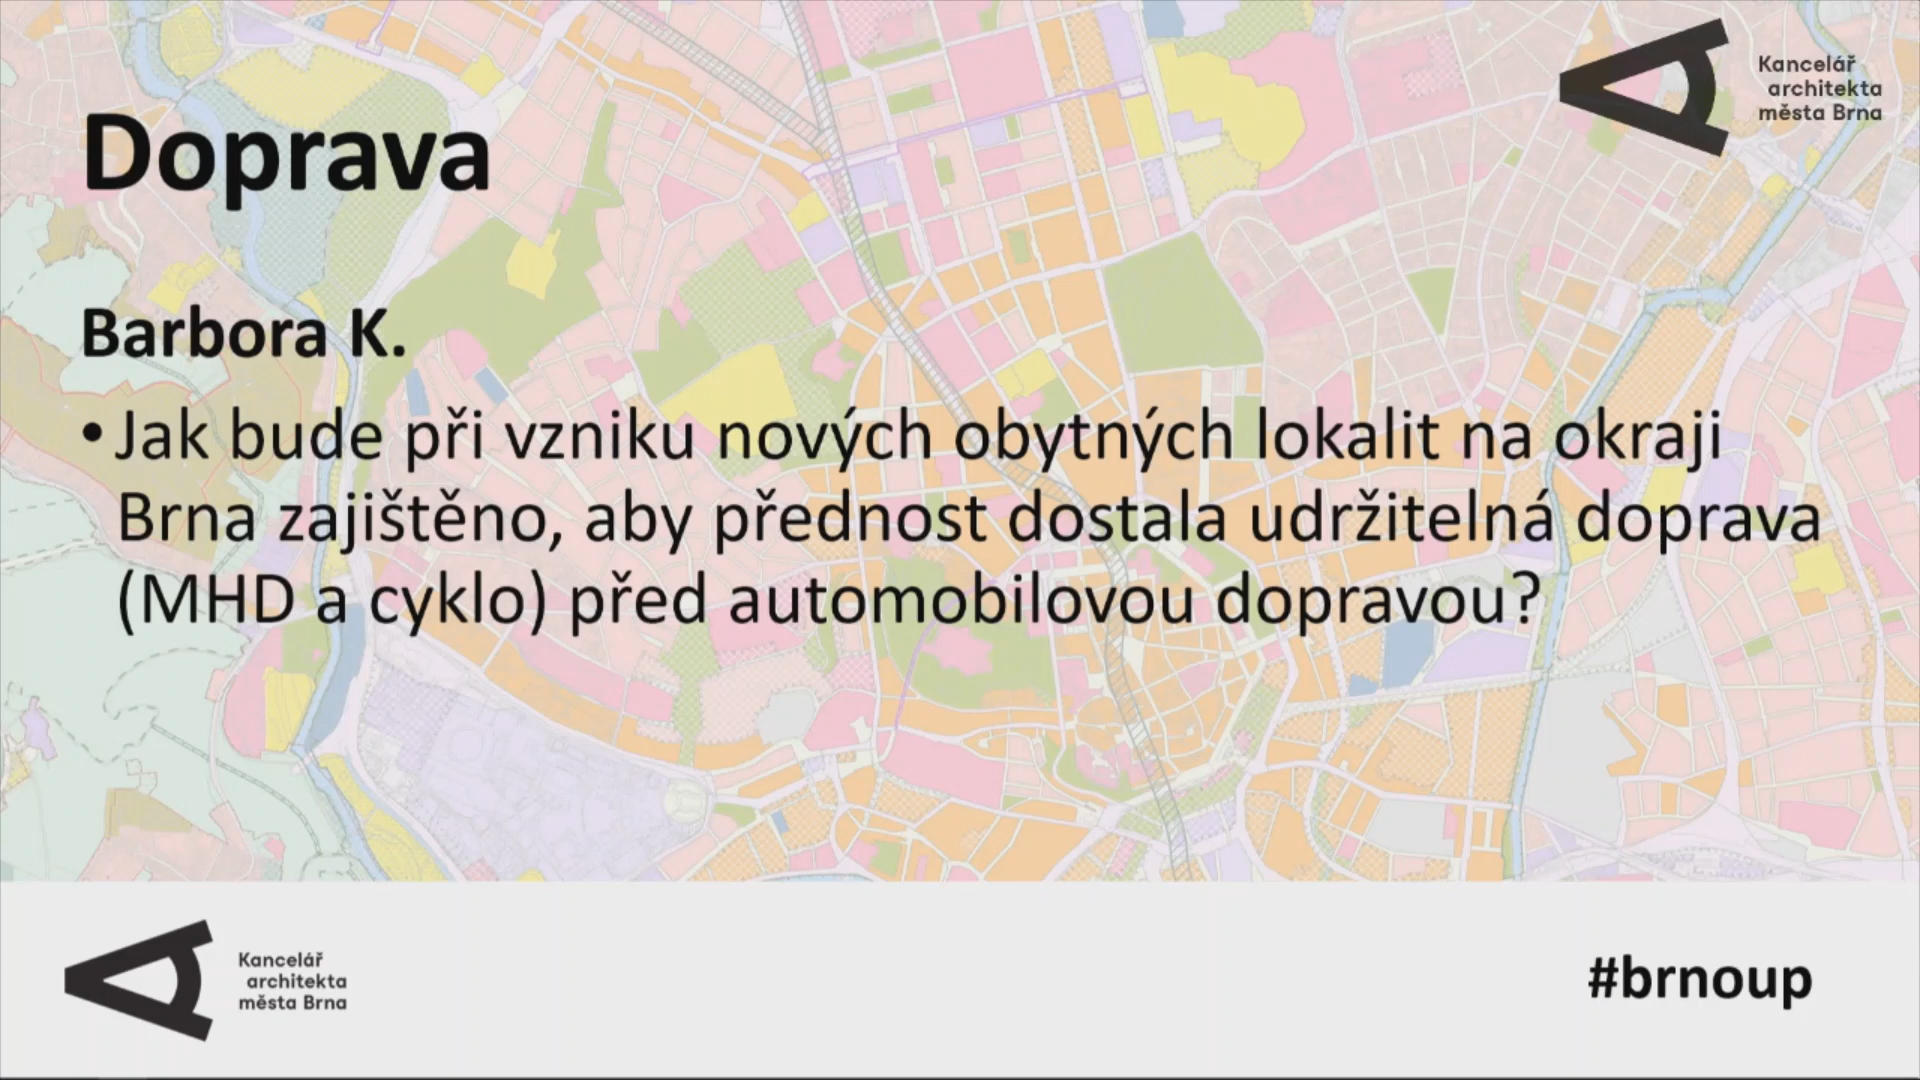 Kancelář
architekta
města Brna
Doprava
Barbora K.
•Jak bude při vzniku nových obytných lokalit na okraji
Brna zajištěno, aby přednost dostala udržitelná doprava
(MHD a cyklo) před automobilovou dopravou?
Kancelář
architekta
města Brna
#brnoup